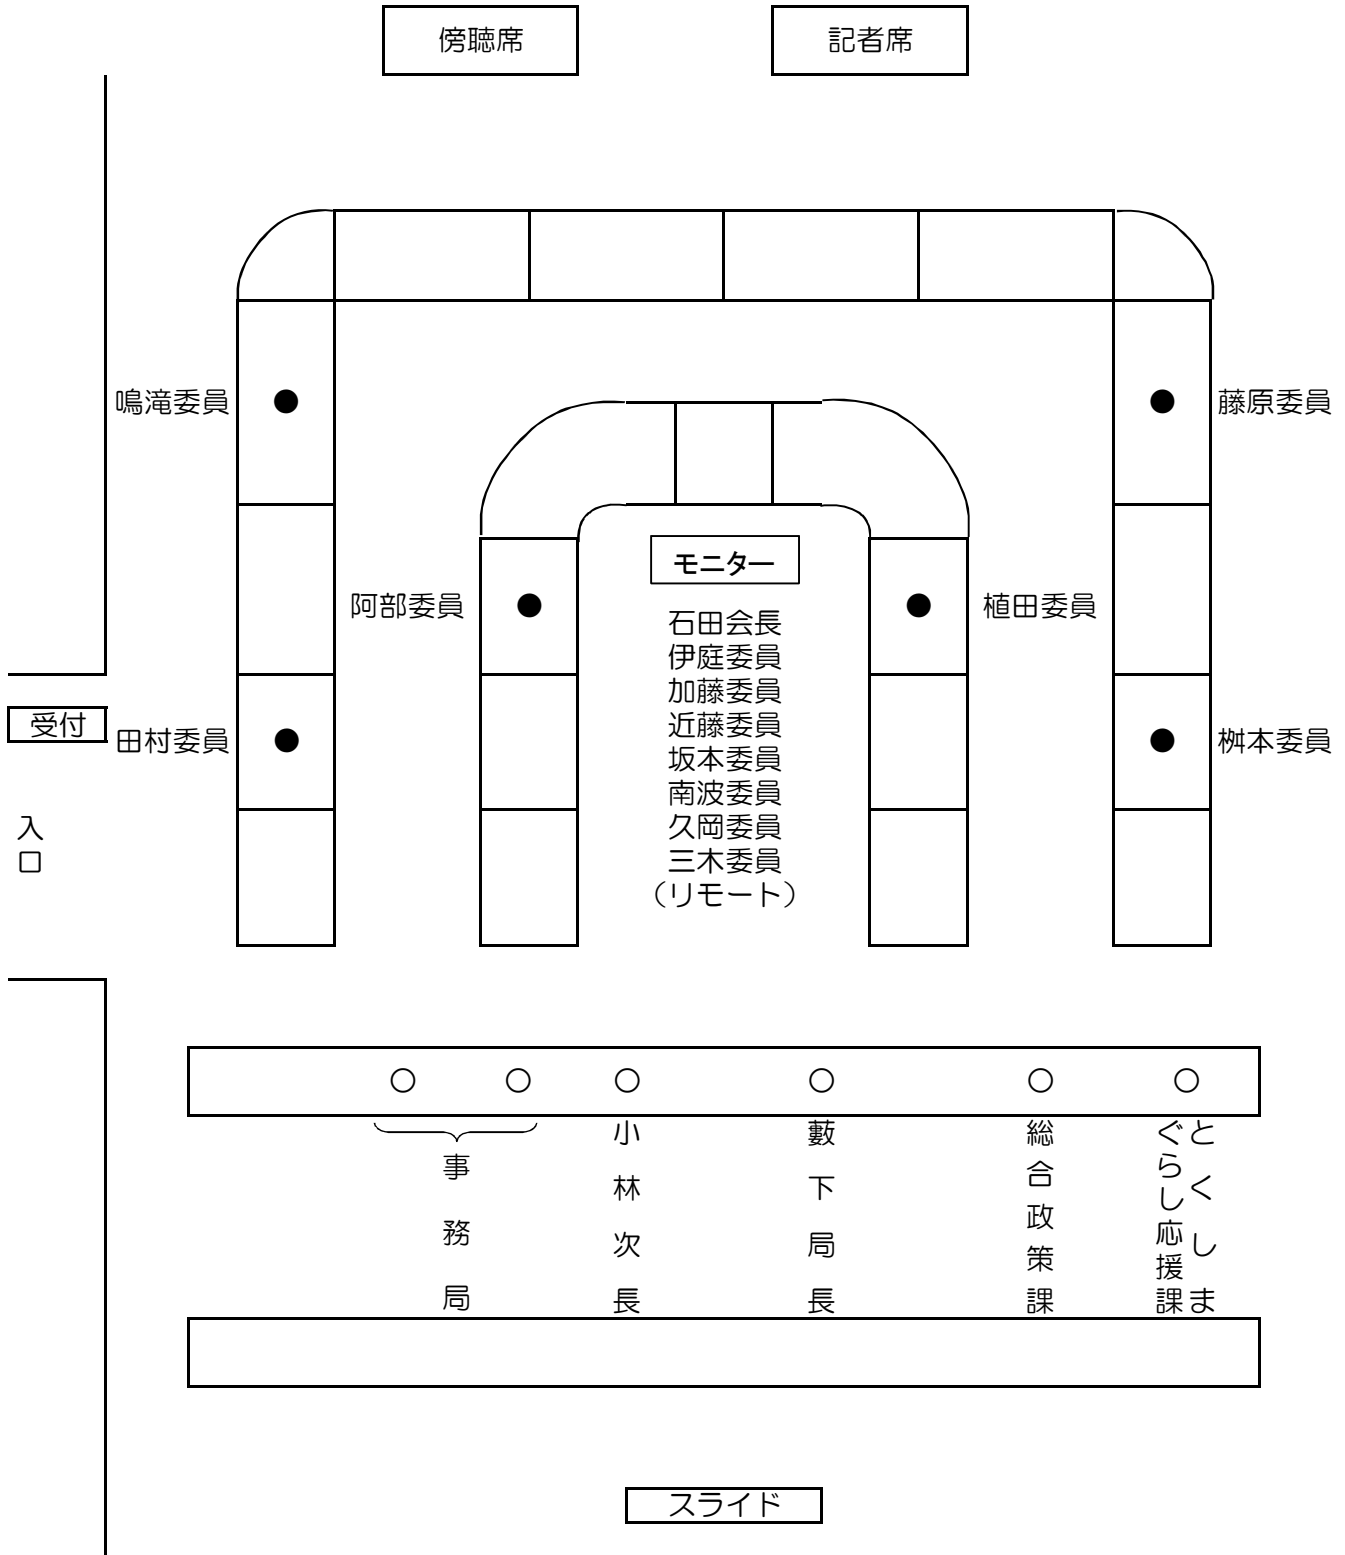 傍聴席
記者席
鳴滝委員
藤原委員
モニター
阿部委員
植田委員
石田会長
伊庭委員
加藤委員
近藤委員
坂本委員
南波委員
久岡委員
三木委員
（リモート）
受付
田村委員
桝本委員
入口
事務局
小林次長
藪下局長
総合政策課
とくしま
ぐらし応援課
スライド